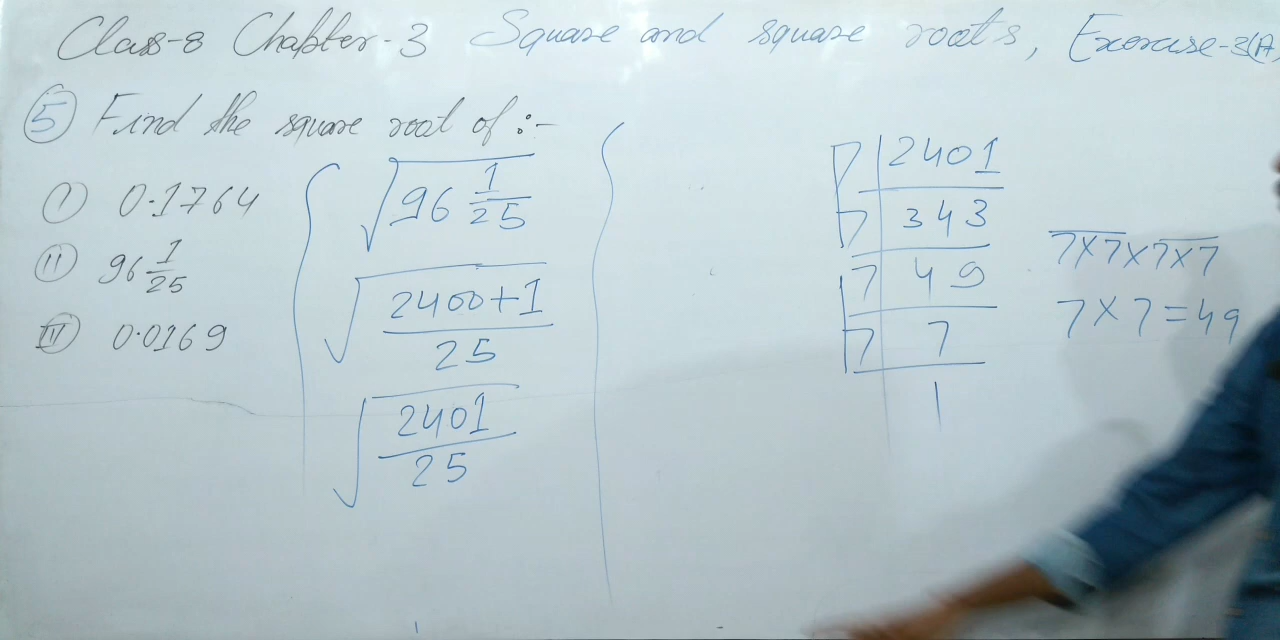 Class-8 Chapter-3 Square and square roots, Exercise-3(A)
5 Find the square root of :-
I 0.1764
II 96 1/25
III 0.0169
√96 1/25
√2400+1/25
√2401/25
7 | 2401
7 | 343
7 | 49
7 | 7
1
7×7×7×7
7×7=49